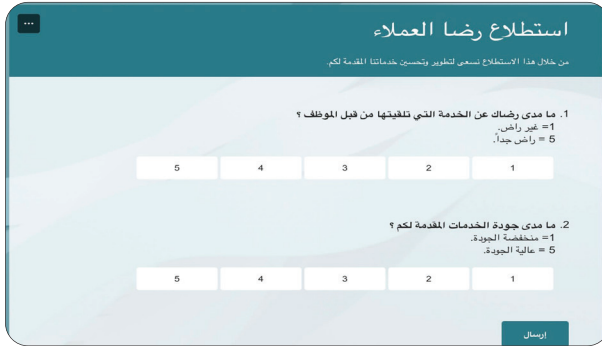 استطلاع رضا العملاء
من خلال هذا الاستطلاع نسعى لتطوير وتحسين خدماتنا المقدمة لكم.
1. ما مدى رضاك عن الخدمة التي تلقيتها من قبل الموظف ؟
1= غير راض.
5 = راض جداً.
1 2 3 4 5
2. ما مدى جودة الخدمات المقدمة لكم ؟
1= منخفضة الجودة.
5 = عالية الجودة.
1 2 3 4 5
إرسال